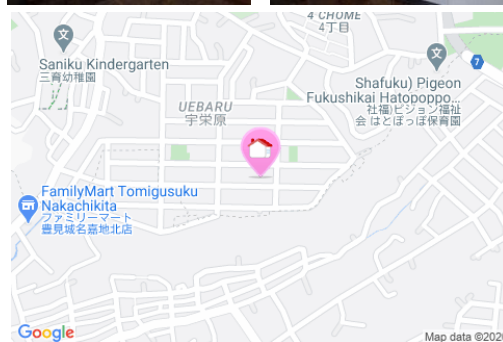 4 CHOME
4丁目
Saniku Kindergarten
三育幼稚園
7
Shafuku) Pigeon
Fukushikai Hatopoppo...
社福)ピジョン福祉
会 はとぽっぽ保育園
UEBARU
宇栄原
FamilyMart Tomigusuku
Nakachikita
ファミリーマート
豊見城名嘉地北店
Google
Map data ©202